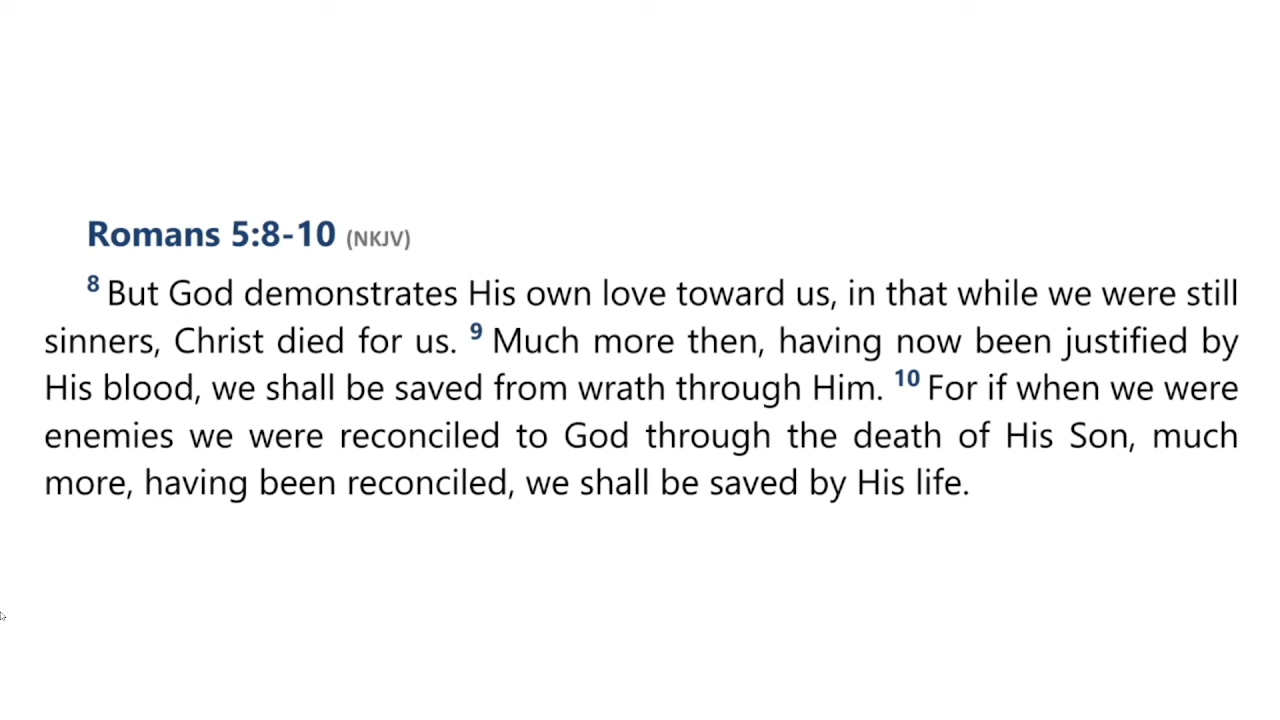 Romans 5:8-10 (NKJV)
8 But God demonstrates His own love toward us, in that while we were still
sinners, Christ died for us. 9 Much more then, having now been justified by
His blood, we shall be saved from wrath through Him. 10 For if when we were
enemies we were reconciled to God through the death of His Son, much
more, having been reconciled, we shall be saved by His life.